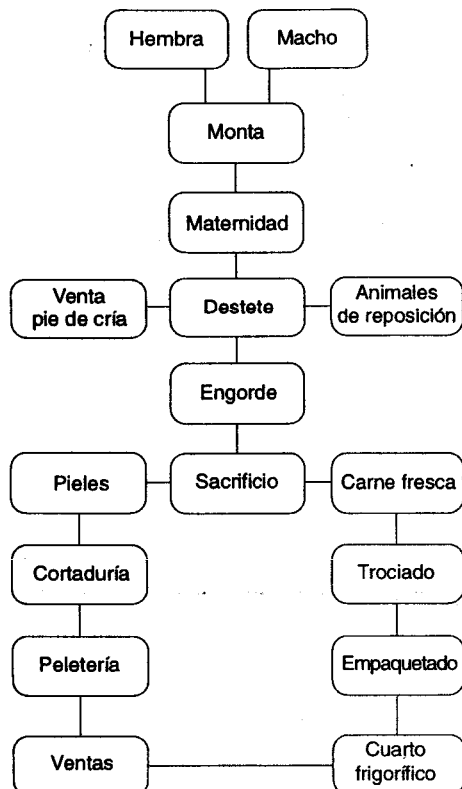 Hembra
Macho
Monta
Maternidad
Venta
pie de cría
Destete
Animales
de reposición
Engorde
Pieles
Sacrificio
Carne fresca
Cortaduría
Trociado
Peletería
Empaquetado
Ventas
Cuarto
frigorífico